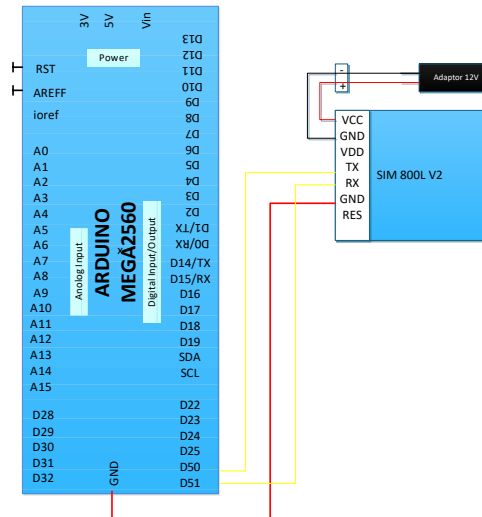 3V
5V
Vin
Power
RST
AREFF
ioref
A0
A1
A2
A3
A4
A5
A6
A7
A8
A9
A10
A11
A12
A13
A14
A15
D28
D29
D30
D31
D32
GND
Anolog Input
ARDUINO
MEGA2560
x
Digital Input/Output
D13
D12
D11
D10
D9
D8
D7
D6
D5
D4
D3
D2
D1/TX
D0/RX
D14/TX
D15/RX
D16
D17
D18
D19
SDA
SCL
D22
D23
D24
D25
D50
D51
-
+
Adaptor 12V
VCC
GND
VDD
TX
RX
GND
RES
SIM 800L V2